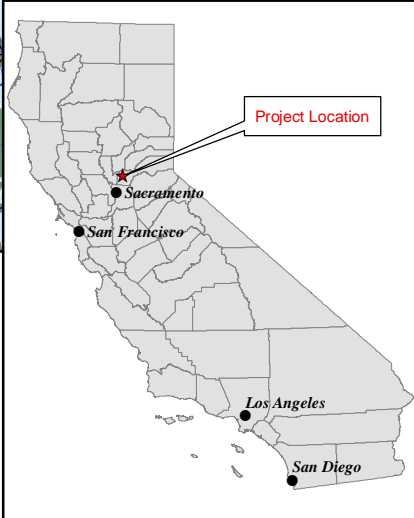 Project Location
Sacramento
San Francisco
Los Angeles
San Diego